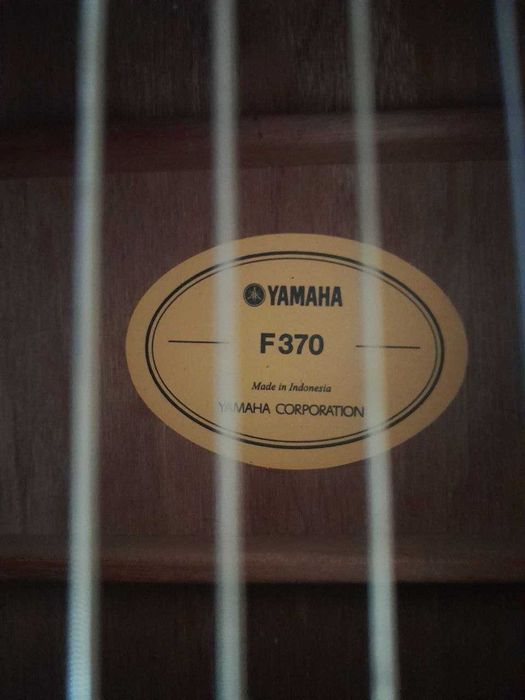 YAMAHA
F370
Made in Indonesia
YAMAHA CORPORATION